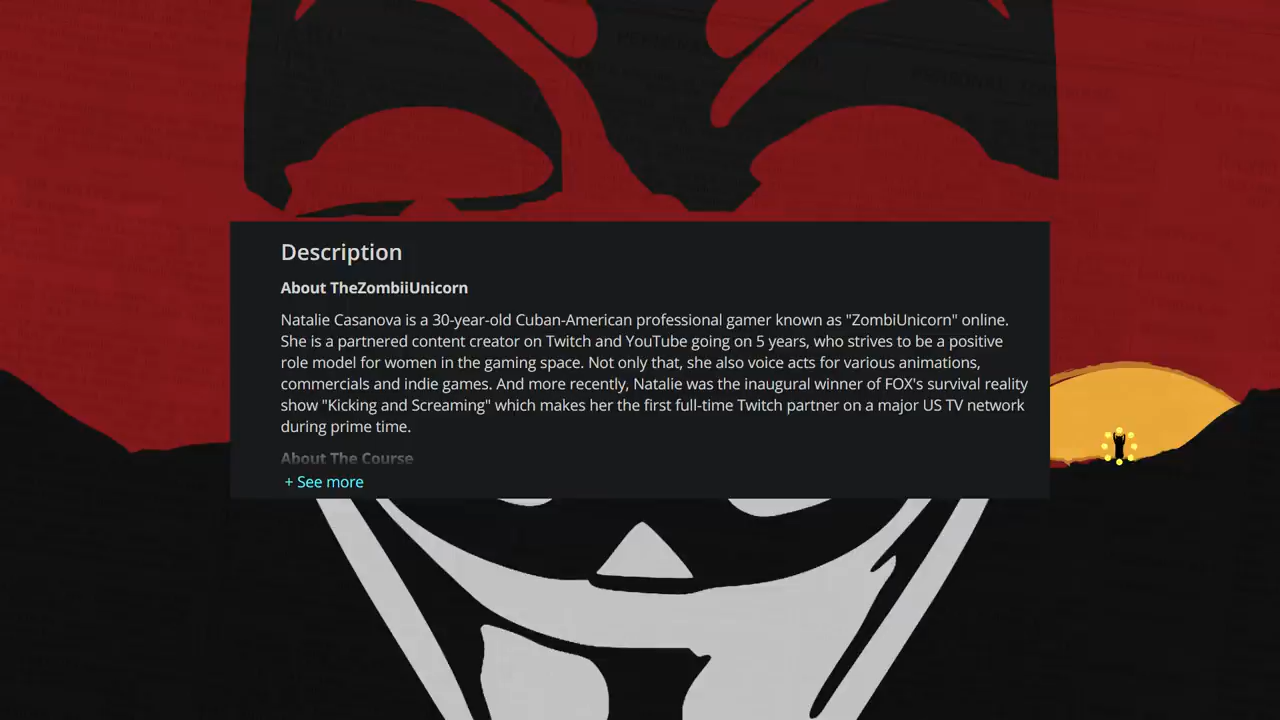 Description
About TheZombiiUnicorn
Natalie Casanova is a 30-year-old Cuban-American professional gamer known as "ZombiUnicorn" online.
She is a partnered content creator on Twitch and YouTube going on 5 years, who strives to be a positive
role model for women in the gaming space. Not only that, she also voice acts for various animations,
commercials and indie games. And more recently, Natalie was the inaugural winner of FOX's survival reality
show "Kicking and Screaming" which makes her the first full-time Twitch partner on a major US TV network
during prime time.
About The Course
+ See more